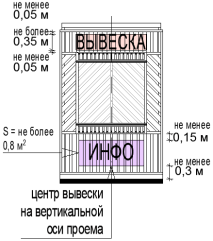 не менее
0,05 м
не более
0,35 м
не менее
0,05 м
ВЫВЕСКА
S = не более
0,8 м²
не менее
0,15 м
ИНФО
не менее
0,3 м
центр вывески
на вертикальной
оси проема